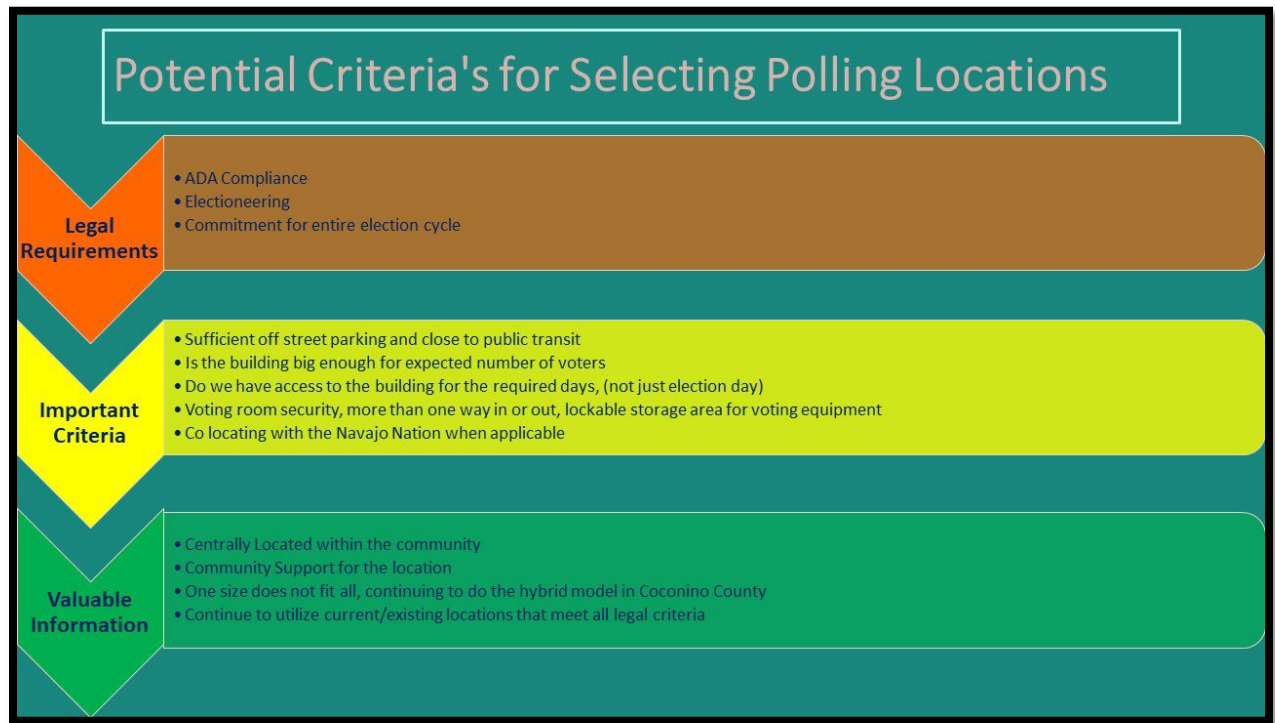 Potential Criteria's for Selecting Polling Locations
Legal
Requirements
• ADA Compliance
• Electioneering
• Commitment for entire election cycle
Important
Criteria
• Sufficient off street parking and close to public transit
• Is the building big enough for expected number of voters
• Do we have access to the building for the required days, (not just election day)
• Voting room security, more than one way in or out, lockable storage area for voting equipment
• Co locating with the Navajo Nation when applicable
Valuable
Information
• Centrally Located within the community
• Community Support for the location
• One size does not fit all, continuing to do the hybrid model in Coconino County
• Continue to utilize current/existing locations that meet all legal criteria